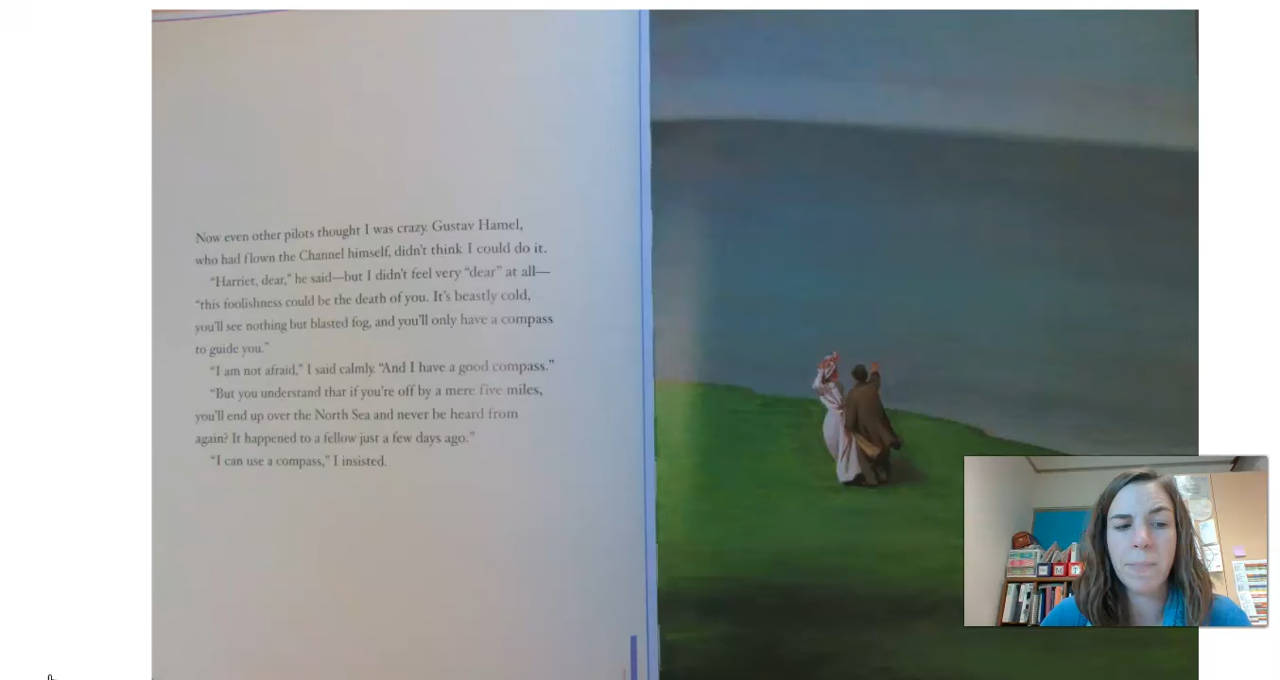 Now even other pilots thought I was crazy. Gustav Hamel,
who had flown the Channel himself, didn't think I could do it.
"Harriet, dear," he said—but I didn't feel very "dear" at all—
"this foolishness could be the death of you. It's beastly cold,
you'll see nothing but blasted fog, and you'll only have a compass
to guide you."
"I am not afraid," I said calmly. "And I have a good compass."
"But you understand that if you're off by a mere five miles,
you'll end up over the North Sea and never be heard from
again? It happened to a fellow just a few days ago."
"I can use a compass," I insisted.